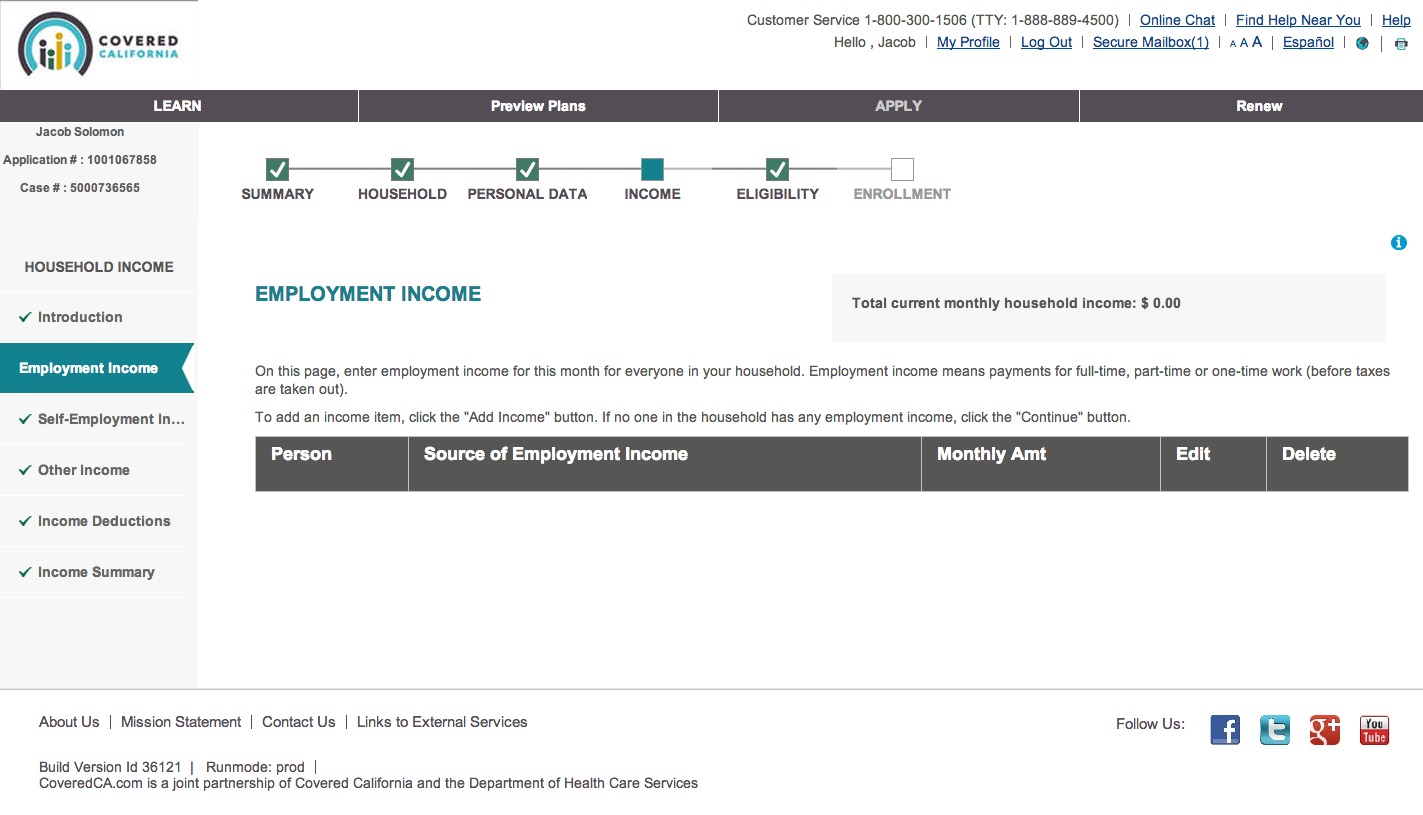 COVERED
CALIFORNIA
Customer Service 1-800-300-1506 (TTY: 1-888-889-4500) | Online Chat | Find Help Near You | Help
Hello , Jacob | My Profile | Log Out | Secure Mailbox(1) | A A A | Español |
LEARN Preview Plans APPLY Renew
Jacob Solomon
Application # : 1001067858
Case # : 5000736565
SUMMARY HOUSEHOLD PERSONAL DATA INCOME ELIGIBILITY ENROLLMENT
HOUSEHOLD INCOME
Introduction
Employment Income
Self-Employment In...
Other Income
Income Deductions
Income Summary
i
EMPLOYMENT INCOME
Total current monthly household income: $ 0.00
On this page, enter employment income for this month for everyone in your household. Employment income means payments for full-time, part-time or one-time work (before taxes
are taken out).
To add an income item, click the "Add Income" button. If no one in the household has any employment income, click the "Continue" button.
Person Source of Employment Income Monthly Amt Edit Delete
About Us | Mission Statement | Contact Us | Links to External Services
Follow Us: f t g+ You
Tube
Build Version Id 36121 | Runmode: prod |
CoveredCA.com is a joint partnership of Covered California and the Department of Health Care Services